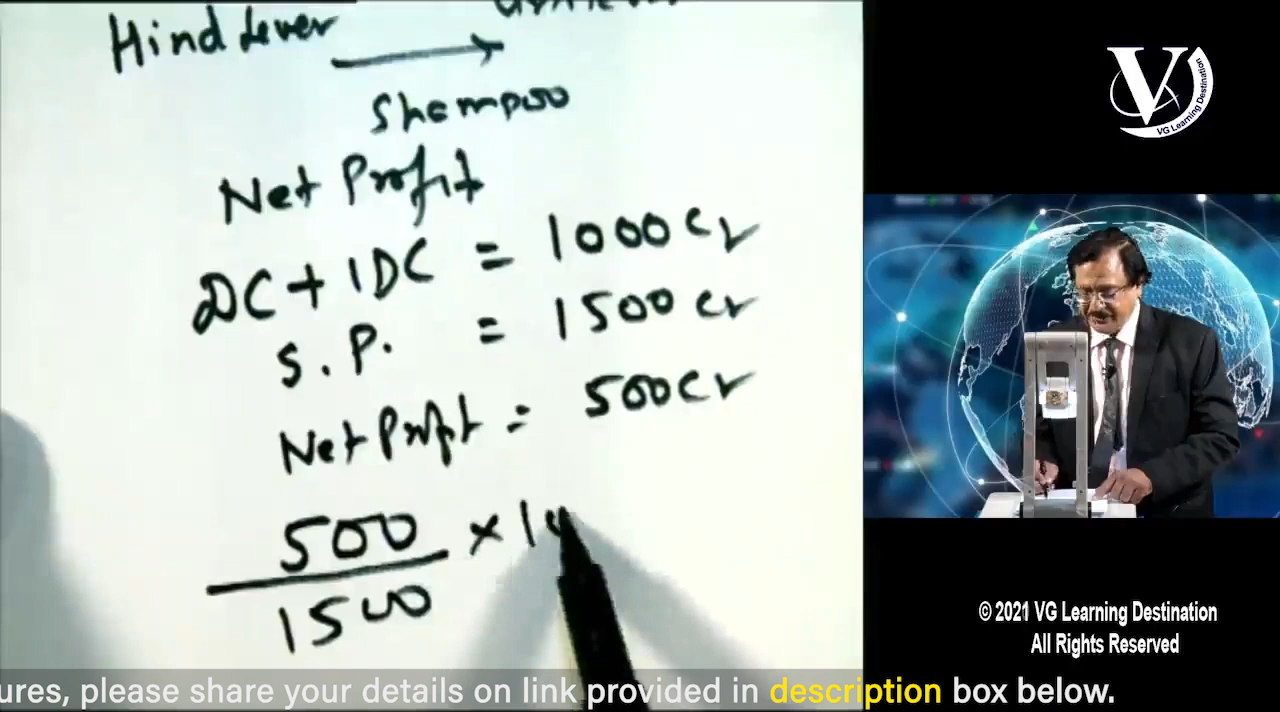 Hind Lever
Shampoo
Net Profit
DC + IDC = 1000 Cr
S.P. = 1500 Cr
Net Profit = 500 Cr
500
× 1
1500
V
VG Learning Destination
© 2021 VG Learning Destination
All Rights Reserved
ures, please share your details on link provided in description box below.